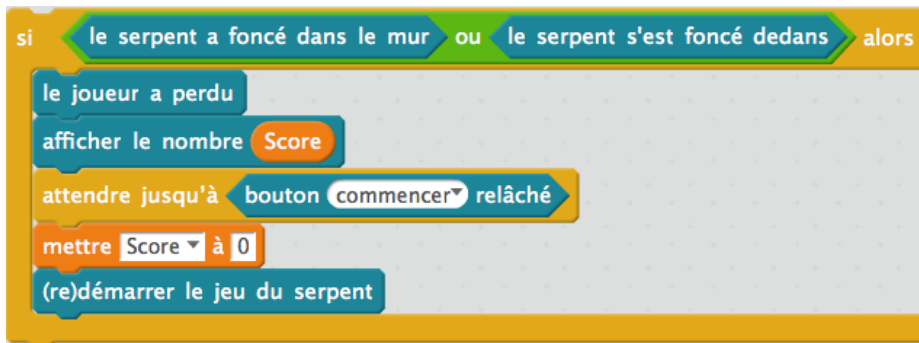 si le serpent a foncé dans le mur ou le serpent s'est foncé dedans alors
le joueur a perdu
afficher le nombre Score
attendre jusqu'à bouton commencer relâché
mettre Score à 0
(re)démarrer le jeu du serpent